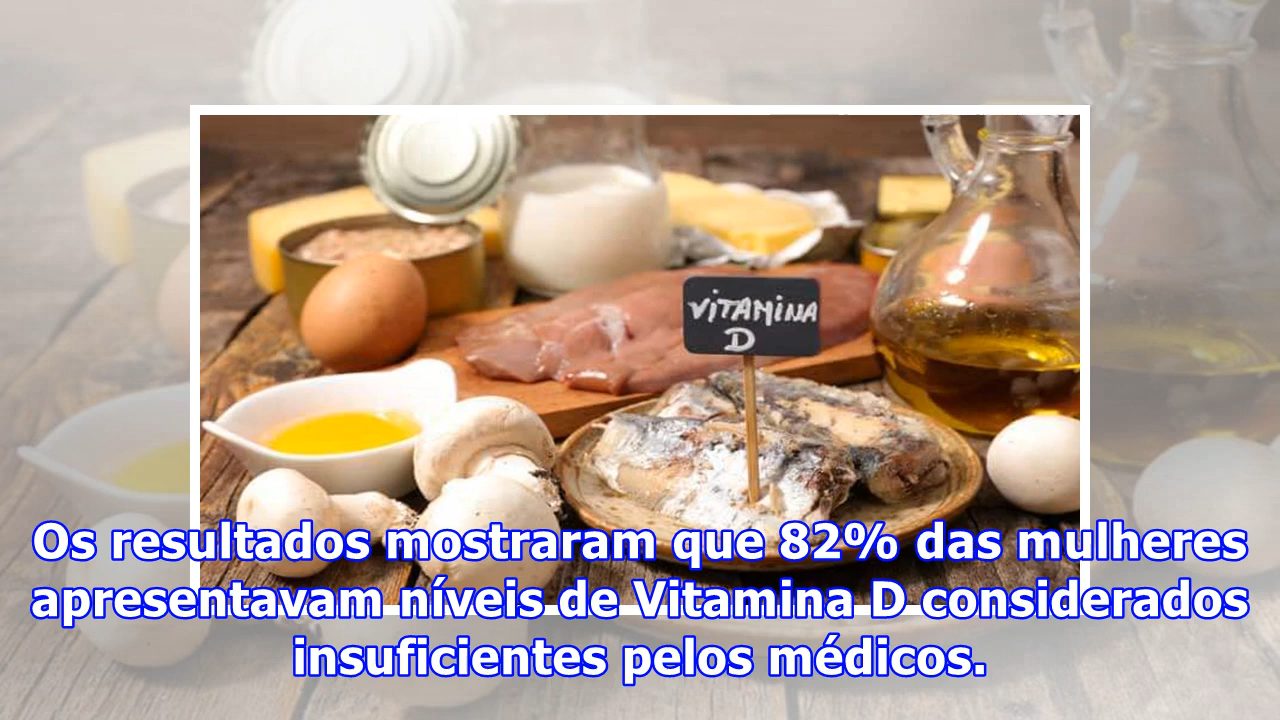 VITAMINA
D
Os resultados mostraram que 82% das mulheres
apresentavam níveis de Vitamina D considerados
insuficientes pelos médicos.